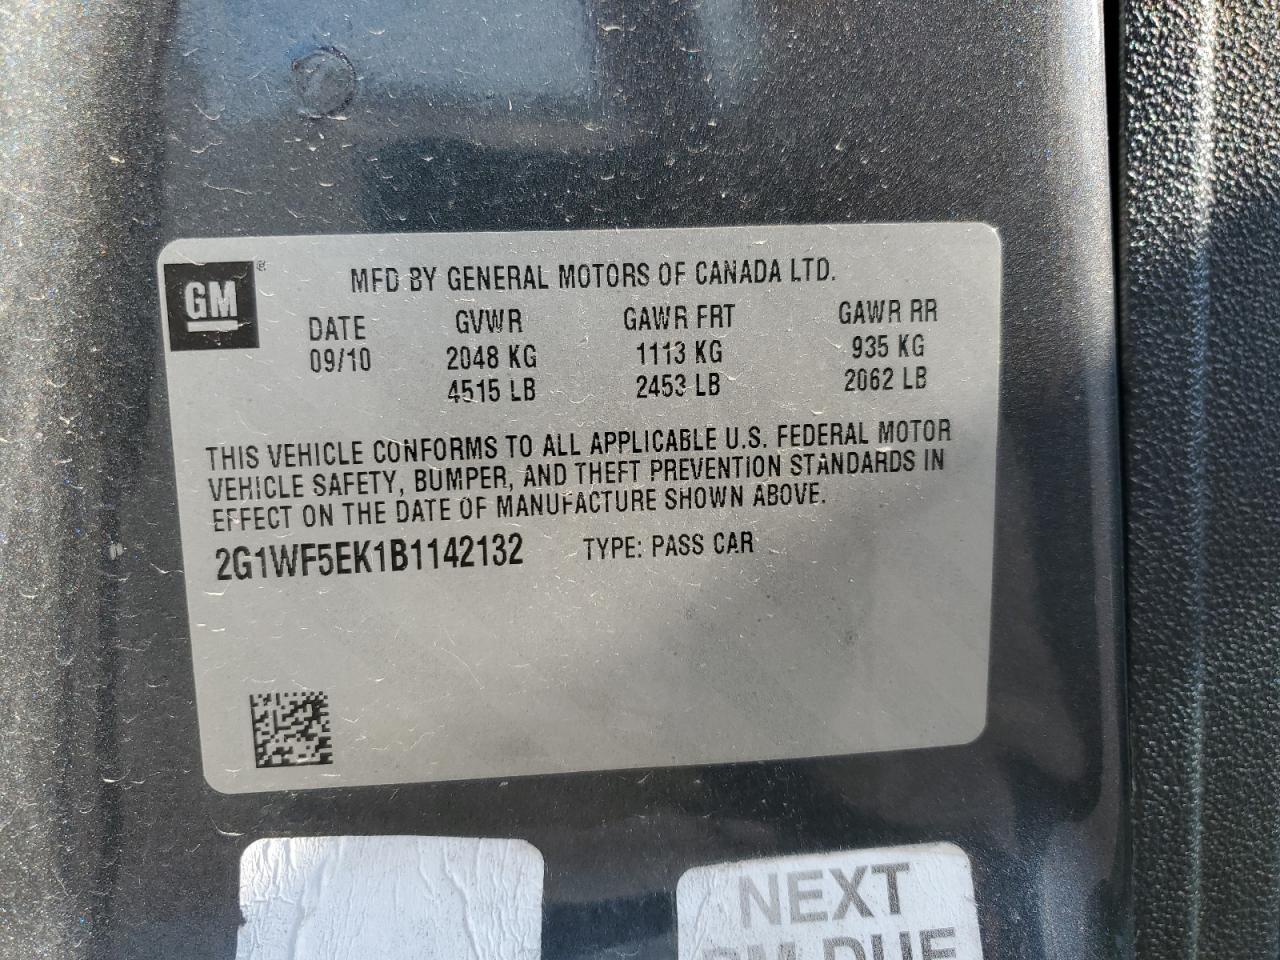 GM
®
MFD BY GENERAL MOTORS OF CANADA LTD.
DATE GVWR GAWR FRT GAWR RR
09/10 2048 KG 1113 KG 935 KG
4515 LB 2453 LB 2062 LB
THIS VEHICLE CONFORMS TO ALL APPLICABLE U.S. FEDERAL MOTOR
VEHICLE SAFETY, BUMPER, AND THEFT PREVENTION STANDARDS IN
EFFECT ON THE DATE OF MANUFACTURE SHOWN ABOVE.
2G1WF5EK1B1142132 TYPE: PASS CAR
NEXT
PM DUE